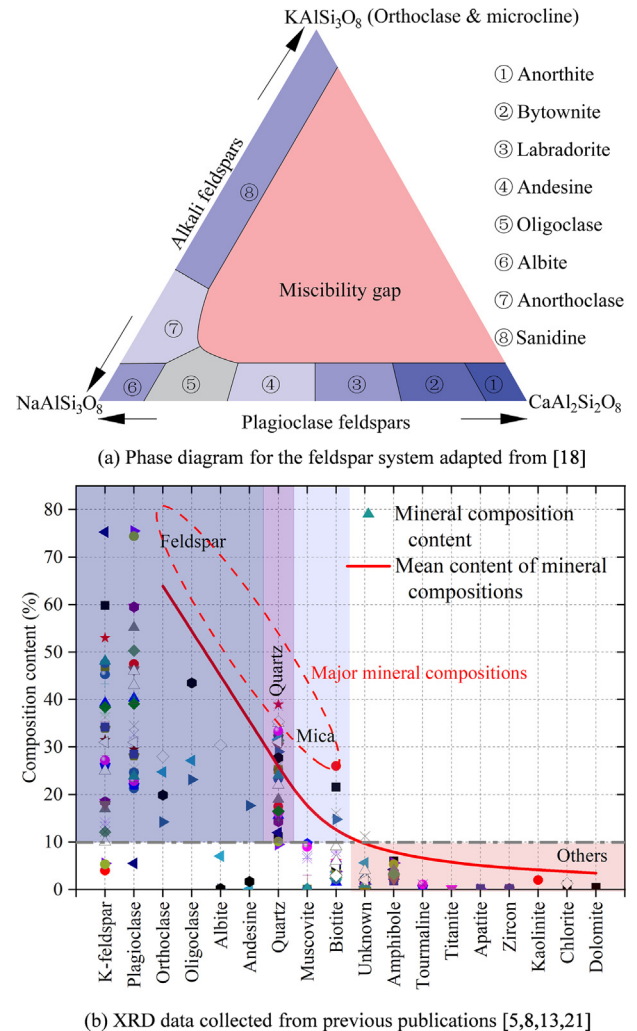 KAlSi₃O₈ (Orthoclase & microcline)
① Anorthite
② Bytownite
③ Labradorite
④ Andesine
⑤ Oligoclase
⑥ Albite
⑦ Anorthoclase
⑧ Sanidine
Alkali feldspars
⑧
Miscibility gap
⑦
⑥ ⑤ ④ ③ ② ①
NaAlSi₃O₈
CaAl₂Si₂O₈
Plagioclase feldspars
(a) Phase diagram for the feldspar system adapted from [18]
Composition content (%)
80
70
60
50
40
30
20
10
0
Feldspar
Quartz
Mica
Mineral composition
content
Mean content of mineral
compositions
Major mineral compositions
Others
K-feldspar
Plagioclase
Orthoclase
Oligoclase
Albite
Andesine
Quartz
Muscovite
Biotite
Unknown
Amphibole
Tourmaline
Titanite
Apatite
Zircon
Kaolinite
Chlorite
Dolomite
(b) XRD data collected from previous publications [5,8,13,21]